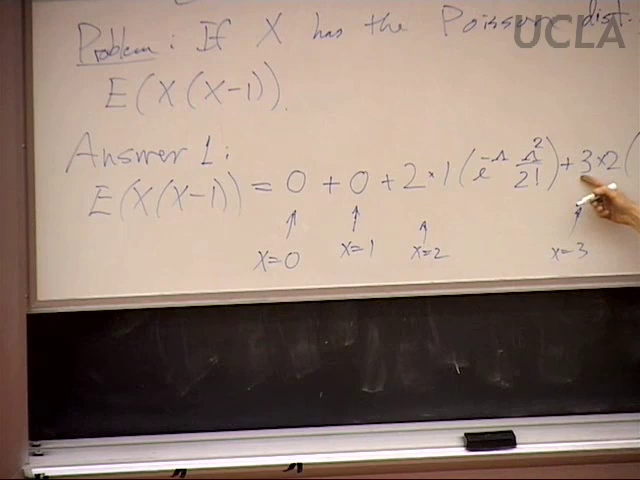 UCLA
Problem: If X has the Poisson dist.
E(X(X-1)).
Answer 1:
E(X(X-1)) = 0 + 0 + 2·1(e^{-Λ} Λ^2/2!) + 3×2(
X=0 X=1 X=2 X=3